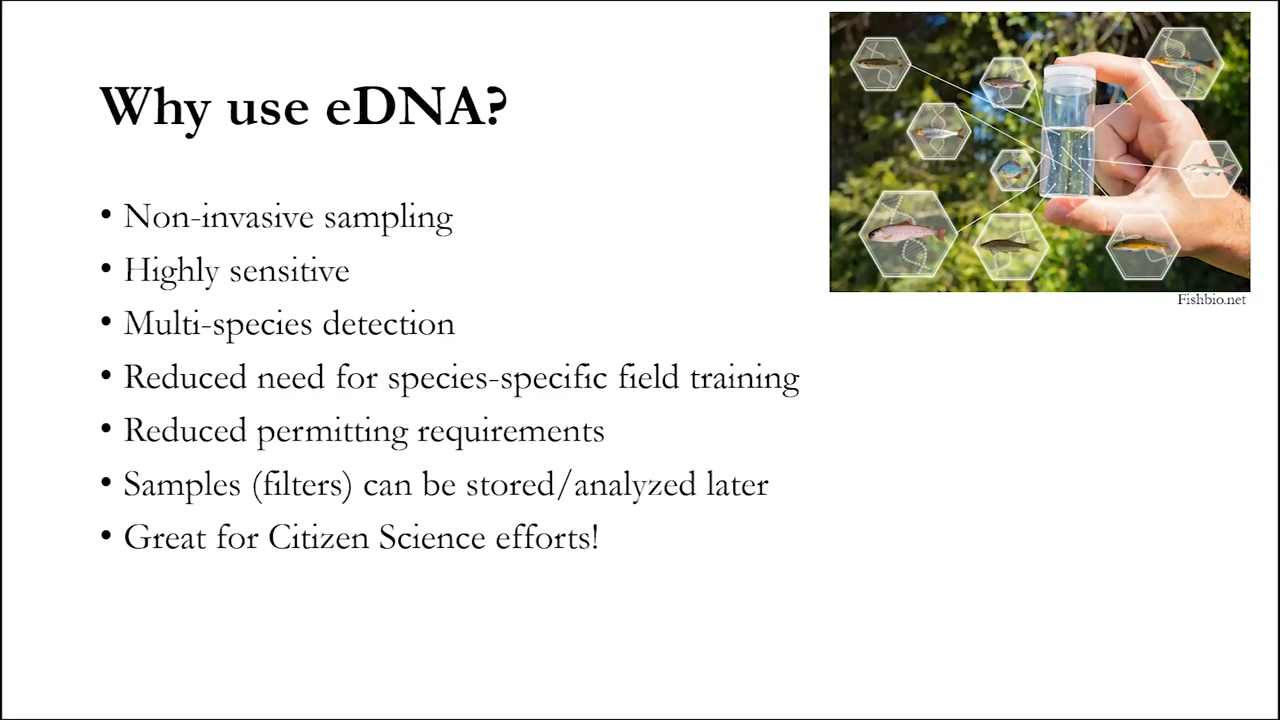 Why use eDNA?
• Non-invasive sampling
• Highly sensitive
• Multi-species detection
• Reduced need for species-specific field training
• Reduced permitting requirements
• Samples (filters) can be stored/analyzed later
• Great for Citizen Science efforts!
Fishbio.net